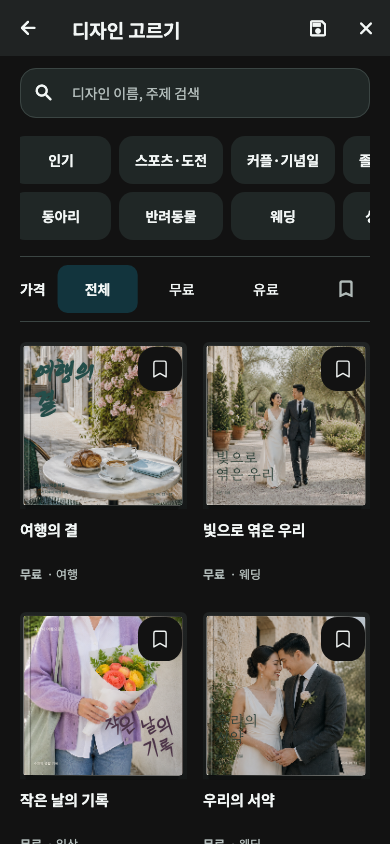 디자인 고르기
디자인 이름, 주제 검색
인기
스포츠·도전
커플·기념일
동아리
반려동물
웨딩
가격
전체
무료
유료
여행의
결
빛으로
엮은 우리
여행의 결
무료 · 여행
빛으로 엮은 우리
무료 · 웨딩
작은 날의
기록
작은 날의 기록
우리의 서약